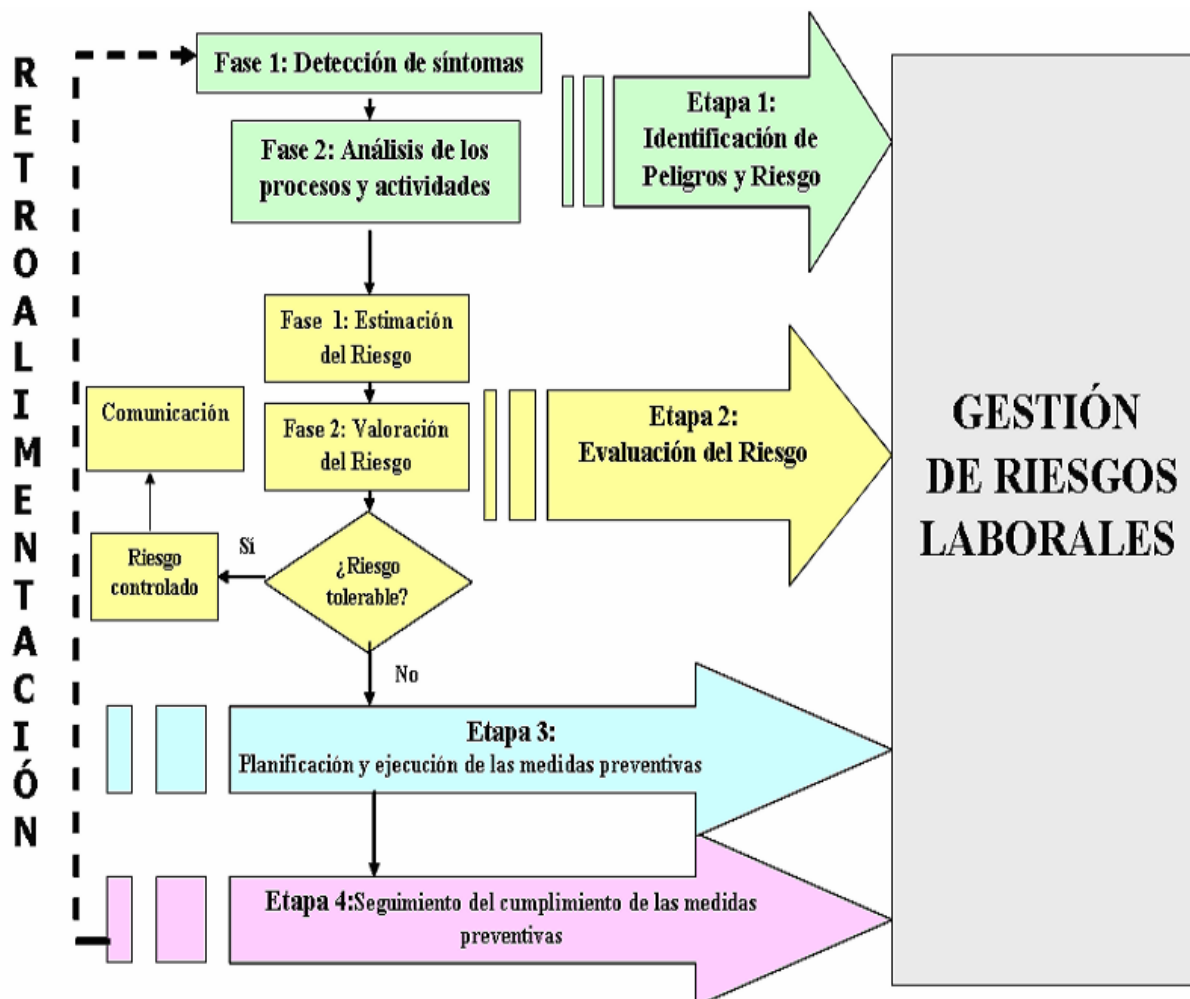 RETROALIMENTACIÓN
Fase 1: Detección de síntomas
Fase 2: Análisis de los
procesos y actividades
Etapa 1:
Identificación de
Peligros y Riesgo
Fase 1: Estimación
del Riesgo
Fase 2: Valoración
del Riesgo
Comunicación
Riesgo
controlado
Sí
¿Riesgo
tolerable?
No
Etapa 2:
Evaluación del Riesgo
Etapa 3:
Planificación y ejecución de las medidas preventivas
Etapa 4:Seguimiento del cumplimiento de las medidas
preventivas
GESTIÓN
DE RIESGOS
LABORALES